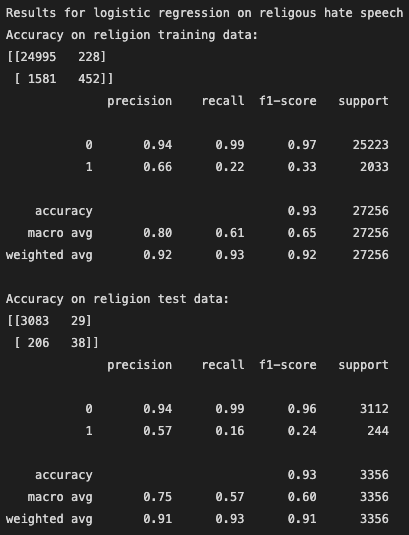 Results for logistic regression on religous hate speech
Accuracy on religion training data:
[[24995   228]
 [ 1581   452]]
              precision    recall  f1-score   support

           0       0.94      0.99      0.97     25223
           1       0.66      0.22      0.33      2033

    accuracy                           0.93     27256
   macro avg       0.80      0.61      0.65     27256
weighted avg       0.92      0.93      0.92     27256

Accuracy on religion test data:
[[3083   29]
 [ 206   38]]
              precision    recall  f1-score   support

           0       0.94      0.99      0.96      3112
           1       0.57      0.16      0.24       244

    accuracy                           0.93      3356
   macro avg       0.75      0.57      0.60      3356
weighted avg       0.91      0.93      0.91      3356